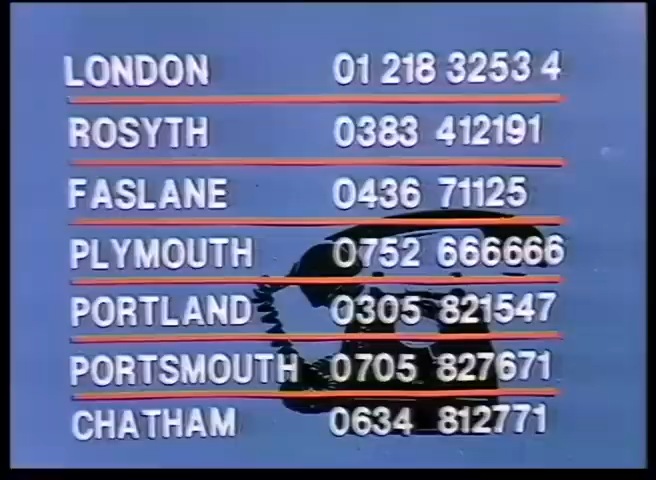 LONDON 01 218 3253 4
ROSYTH 0383 412191
FASLANE 0436 71125
PLYMOUTH 0752 666666
PORTLAND 0305 821547
PORTSMOUTH 0705 827671
CHATHAM 0634 812771